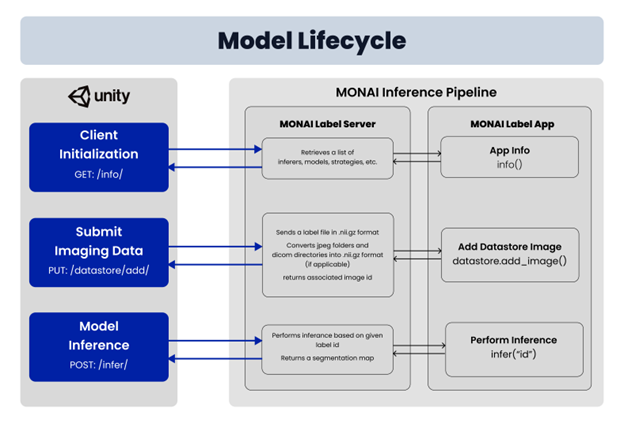 Model Lifecycle
unity
Client
Initialization
GET: /info/
Submit
Imaging Data
PUT: /datastore/add/
Model
Inference
POST: /infer/
MONAI Inference Pipeline
MONAI Label Server
Retrieves a list of
inferers, models, strategies, etc.
Sends a label file in .nii.gz format
Converts jpeg folders and
dicom directories into .nii.gz format
(if applicable)
returns associated image id
Performs inferance based on given
label id
Returns a segmentation map
MONAI Label App
App Info
info()
Add Datastore Image
datastore.add_image()
Perform Inference
infer("id")